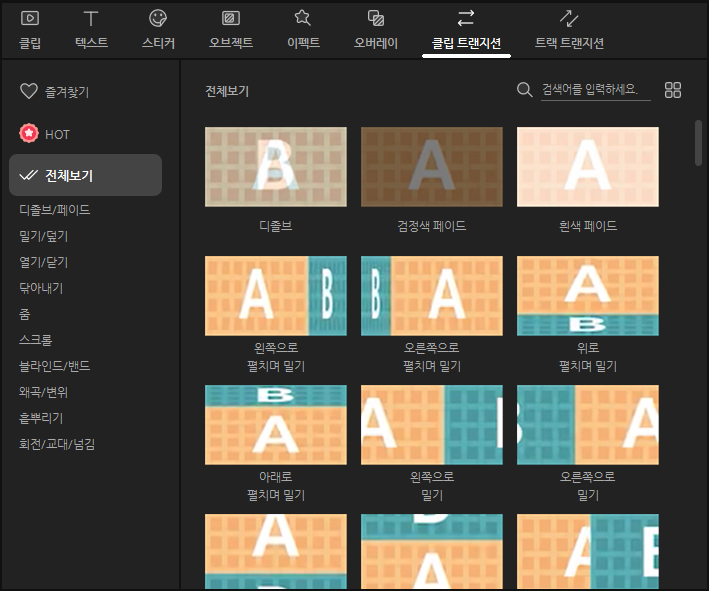 클립 텍스트 스티커 오브젝트 이펙트 오버레이 클립 트랜지션 트랙 트랜지션
즐겨찾기
HOT
전체보기
디졸브/페이드
밀기/덮기
열기/닫기
닦아내기
줌
스크롤
블라인드/밴드
왜곡/변위
흩뿌리기
회전/교대/넘김
전체보기 검색어를 입력하세요.
B A A
디졸브 검정색 페이드 흰색 페이드
A B B A A
B
왼쪽으로 오른쪽으로 위로
펼치며 밀기 펼치며 밀기 펼치며 밀기
B
A A B A
아래로 왼쪽으로 오른쪽으로
펼치며 밀기 밀기 밀기
A B A B
B A